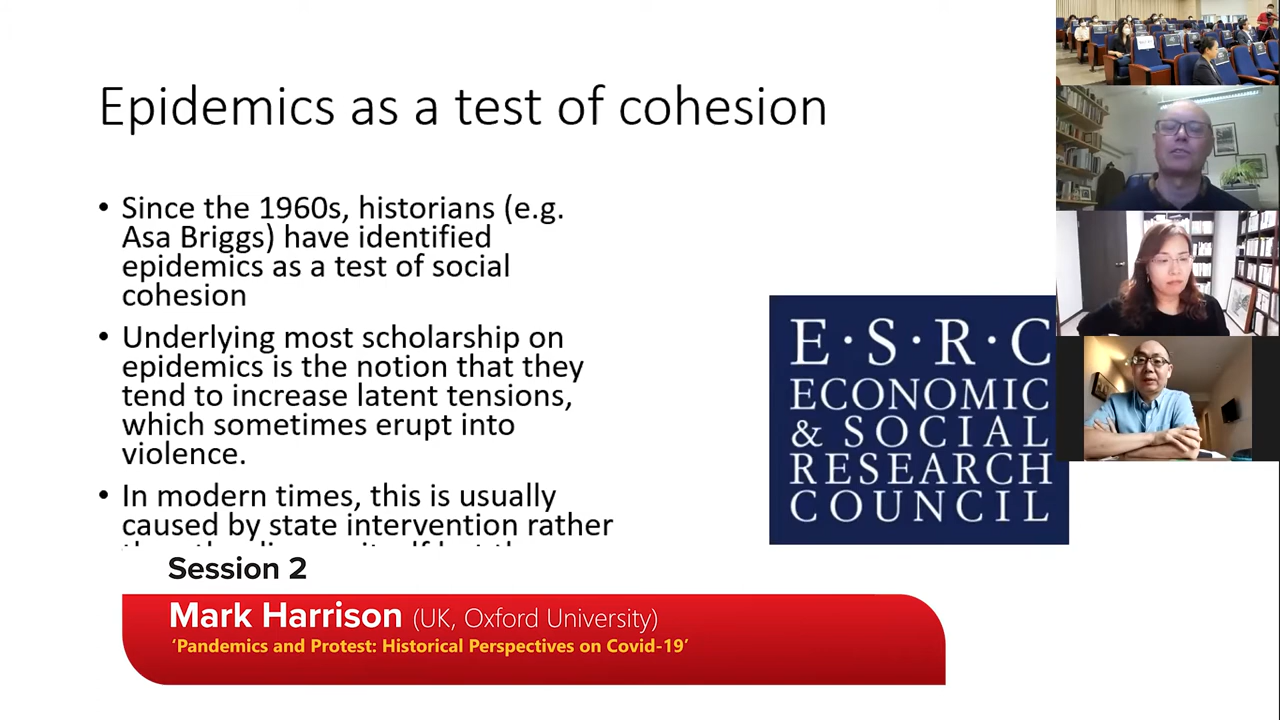 Epidemics as a test of cohesion
• Since the 1960s, historians (e.g.
Asa Briggs) have identified
epidemics as a test of social
cohesion
• Underlying most scholarship on
epidemics is the notion that they
tend to increase latent tensions,
which sometimes erupt into
violence.
• In modern times, this is usually
caused by state intervention rather
E·S·R·C
ECONOMIC
& SOCIAL
RESEARCH
COUNCIL
Session 2
Mark Harrison (UK, Oxford University)
‘Pandemics and Protest: Historical Perspectives on Covid-19’